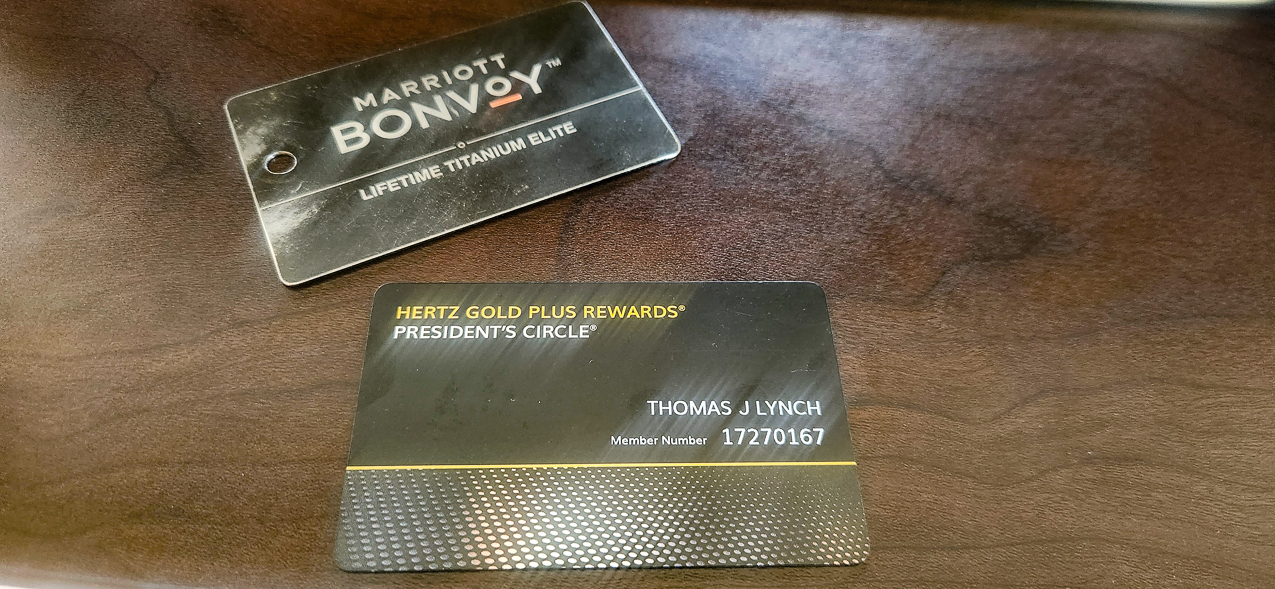 MARRIOTT
BONVOY™
LIFETIME TITANIUM ELITE
HERTZ GOLD PLUS REWARDS®
PRESIDENT'S CIRCLE®
THOMAS J LYNCH
Member Number 17270167